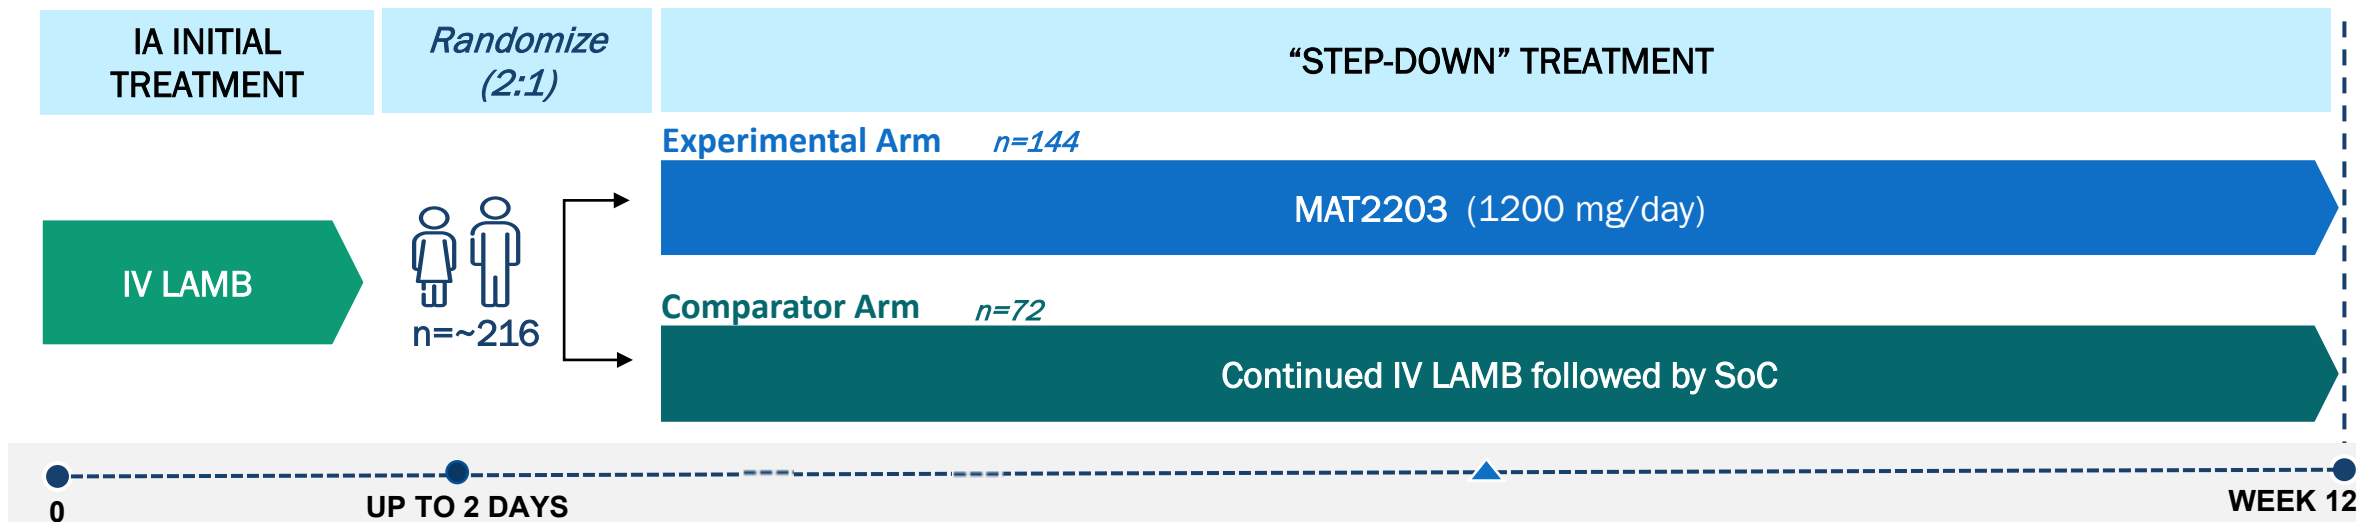 IA INITIAL
TREATMENT
Randomize
(2:1)
“STEP-DOWN” TREATMENT
Experimental Arm n=144
MAT2203 (1200 mg/day)
IV LAMB
n=~216
Comparator Arm n=72
Continued IV LAMB followed by SoC
0
UP TO 2 DAYS
WEEK 12